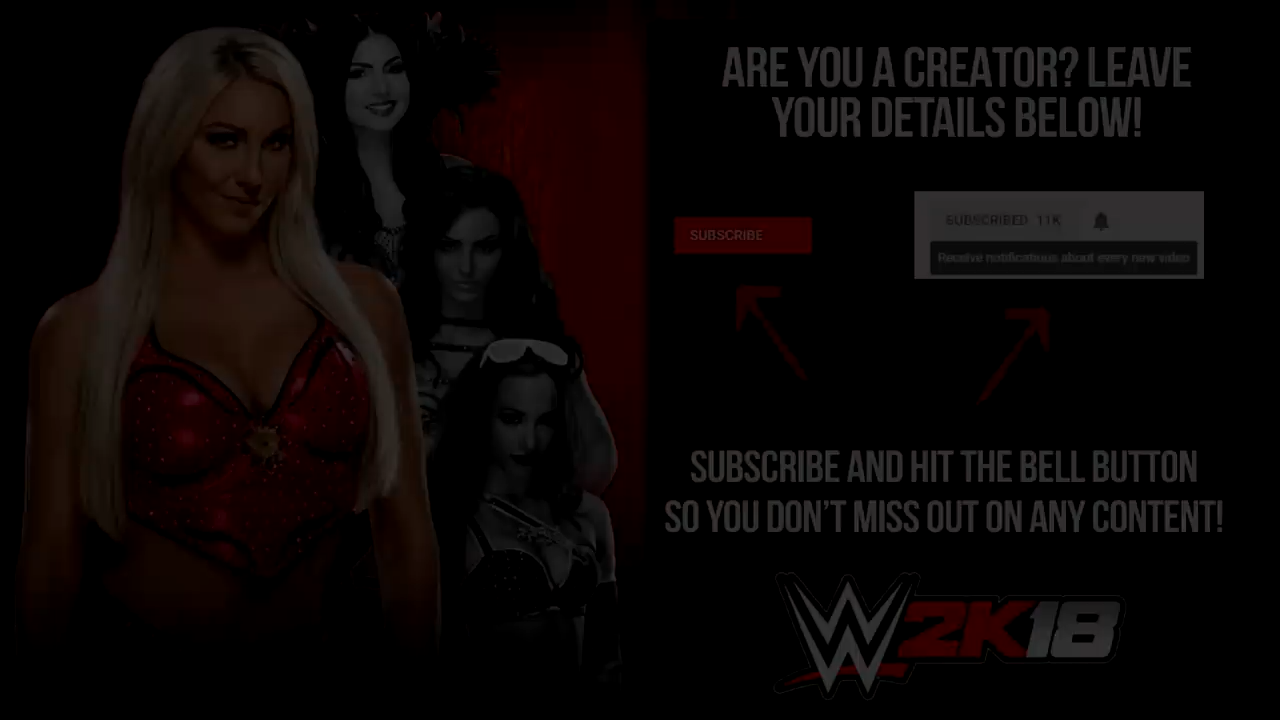 ARE YOU A CREATOR? LEAVE
YOUR DETAILS BELOW!
SUBSCRIBE
SUBSCRIBED 11K
Receive notifications about every new video
SUBSCRIBE AND HIT THE BELL BUTTON
SO YOU DON'T MISS OUT ON ANY CONTENT!
W 2K18